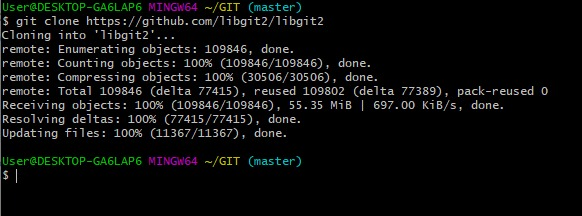 User@DESKTOP-GA6LAP6 MINGW64 ~/GIT (master)
$ git clone https://github.com/libgit2/libgit2
Cloning into 'libgit2'...
remote: Enumerating objects: 109846, done.
remote: Counting objects: 100% (109846/109846), done.
remote: Compressing objects: 100% (30506/30506), done.
remote: Total 109846 (delta 77415), reused 109802 (delta 77389), pack-reused 0
Receiving objects: 100% (109846/109846), 55.35 MiB | 697.00 KiB/s, done.
Resolving deltas: 100% (77415/77415), done.
Updating files: 100% (11367/11367), done.
User@DESKTOP-GA6LAP6 MINGW64 ~/GIT (master)
$